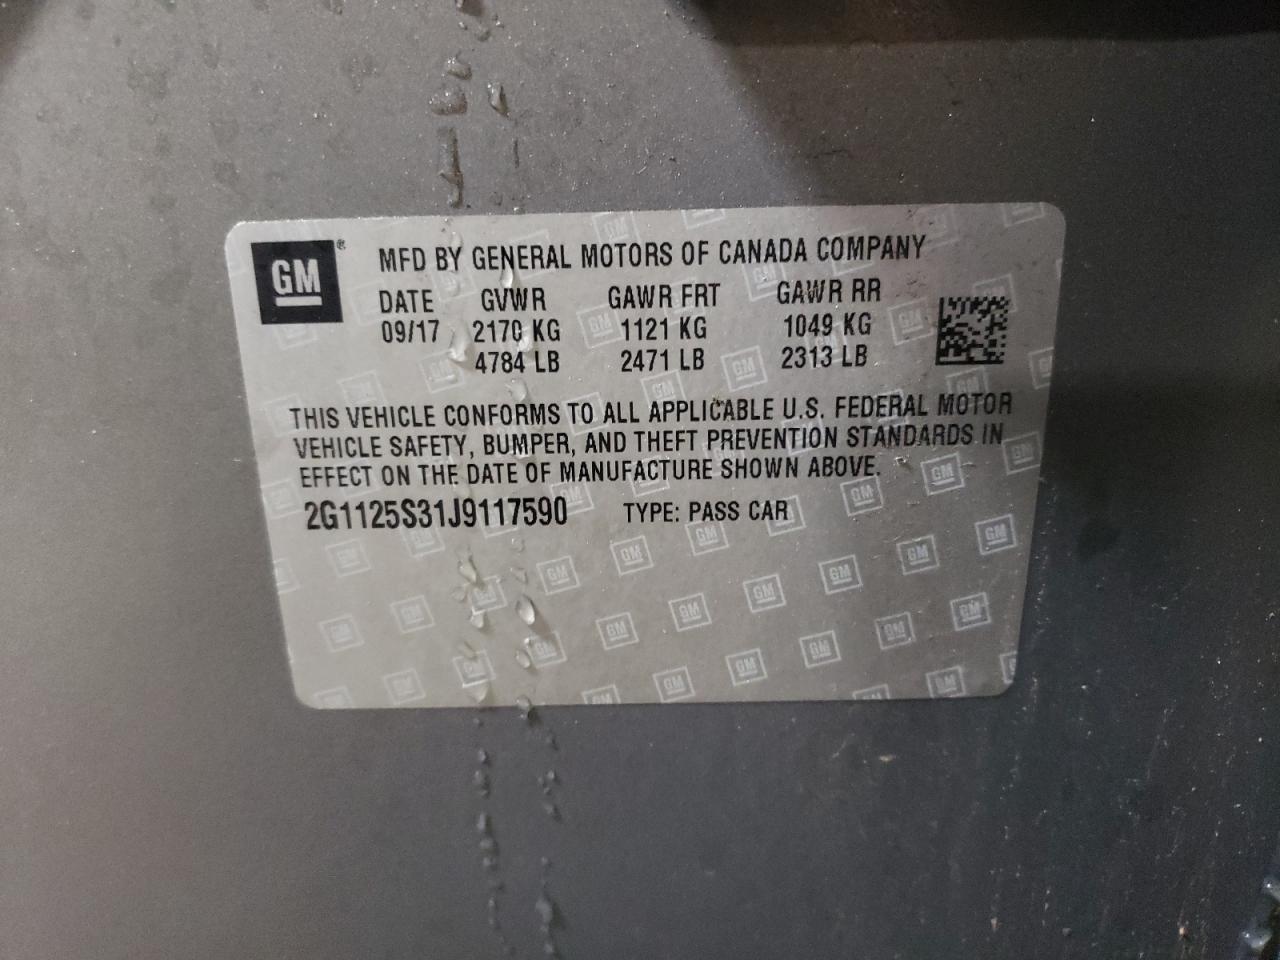 GM ®
MFD BY GENERAL MOTORS OF CANADA COMPANY
DATE GVWR GAWR FRT GAWR RR
09/17 2170 KG 1121 KG 1049 KG
4784 LB 2471 LB 2313 LB
THIS VEHICLE CONFORMS TO ALL APPLICABLE U.S. FEDERAL MOTOR
VEHICLE SAFETY, BUMPER, AND THEFT PREVENTION STANDARDS IN
EFFECT ON THE DATE OF MANUFACTURE SHOWN ABOVE.
2G1125S31J9117590 TYPE: PASS CAR